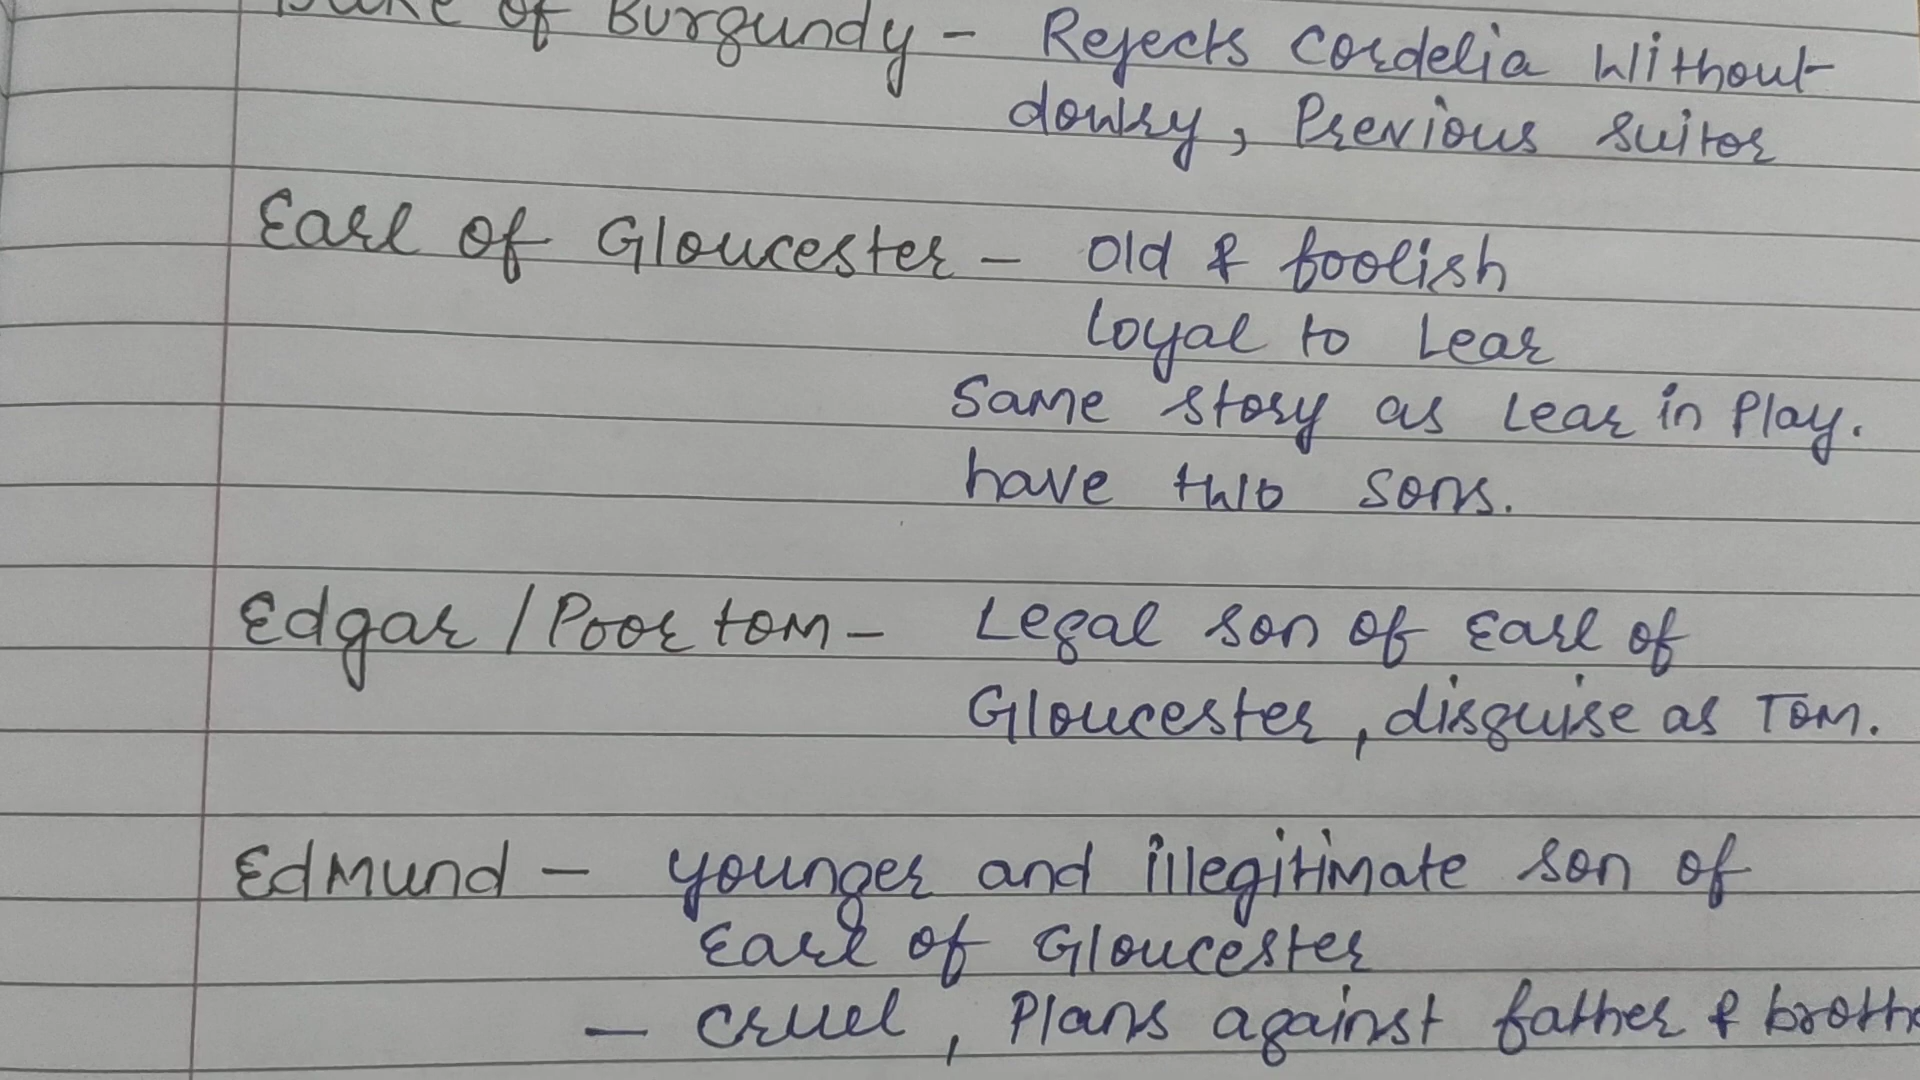 Duke of Burgundy - Rejects Cordelia Without
dowry, Previous suitor
Earl of Gloucester - Old & foolish
Loyal to Lear
Same story as Lear in Play.
have two sons.
Edgar / Poor tom - Legal son of Earl of
Gloucester, disguise as Tom.
Edmund - younger and illegitimate son of
Earl of Gloucester
- Cruel, Plans against father & brothe